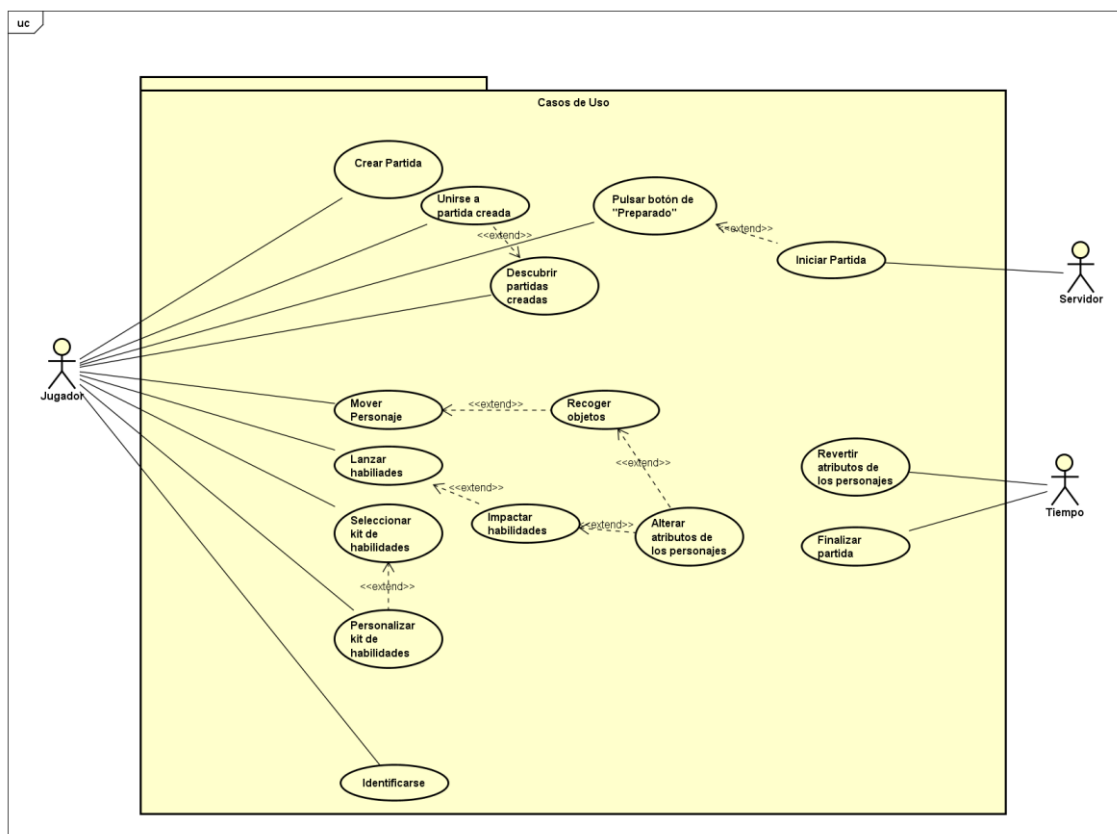 uc
Casos de Uso
Crear Partida
Unirse a
partida creada
Pulsar botón de
"Preparado"
<<extend>>
<<extend>>
Descubrir
partidas
creadas
Iniciar Partida
Servidor
Jugador
Mover
Personaje
<<extend>>
Recoger
objetos
Lanzar
habiliades
<<extend>>
Revertir
atributos de
los personajes
<<extend>>
Tiempo
Seleccionar
kit de
habilidades
Impactar
habilidades
<<extend>>
Alterar
atributos de
los personajes
Finalizar
partida
<<extend>>
Personalizar
kit de
habilidades
Identificarse